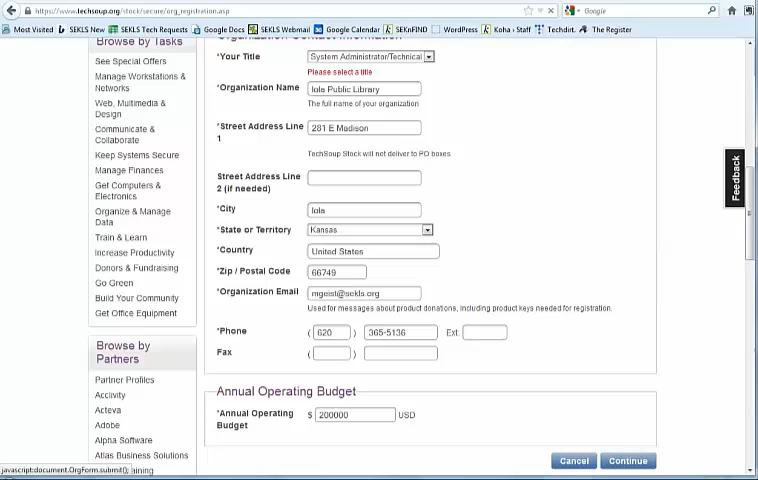 https://www.techsoup.org/stock/secure/org_registration.asp
Google
Most Visited SEKLS News SEKLS Tech Requests Google Docs SEKLS Webmail Google Calendar SEKnFIND WordPress Koha › Staff Techdirt. The Register
Browse by Tasks
See Special Offers
Manage Workstations &
Networks
Web, Multimedia &
Design
Communicate &
Collaborate
Keep Systems Secure
Manage Finances
Get Computers &
Electronics
Organize & Manage
Data
Train & Learn
Increase Productivity
Donors & Fundraising
Go Green
Build Your Community
Get Office Equipment
Browse by
Partners
Partner Profiles
Acclivity
Acteva
Adobe
Alpha Software
Atlas Business Solutions
javascript:document.OrgForm.submit();
Organization Contact Information
*Your Title System Administrator/Technical
Please select a title
*Organization Name Iola Public Library
The full name of your organization
*Street Address Line
1
281 E Madison
TechSoup Stock will not deliver to PO boxes
Street Address Line
2 (if needed)
*City Iola
*State or Territory Kansas
*Country United States
*Zip / Postal Code 66749
*Organization Email mgeist@sekls.org
Used for messages about product donations, including product keys needed for registration.
*Phone ( 620 ) 365-5136 Ext:
Fax ( )
Annual Operating Budget
*Annual Operating
Budget
$ 200000 USD
Cancel Continue
Feedback